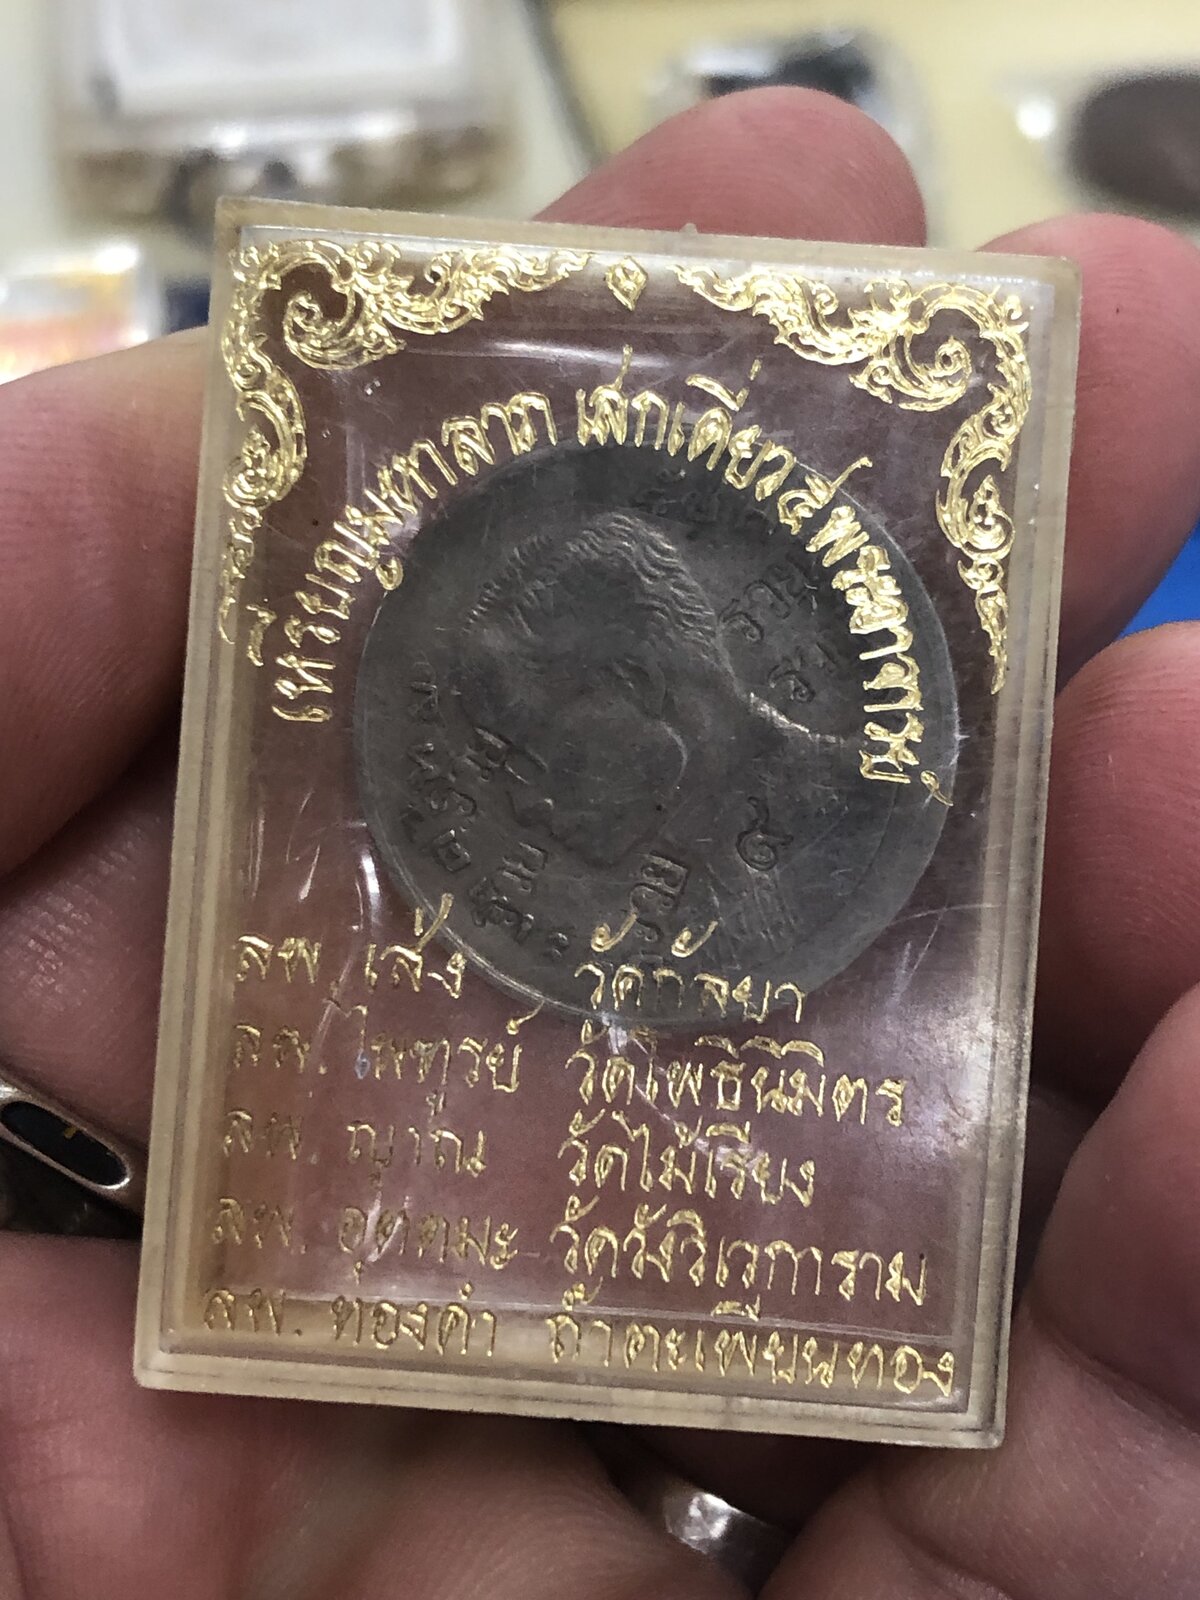 เหรียญมหาลาภ เสกเดี่ยว ๕ พระอาจารย์
ลพ. เส่ง วัดกัลยา
ลพ. ไพฑูรย์ วัดโพธินิมิตร
ลพ. ญาณ วัดไม้เรียง
ลพ. อุตตมะ วัดวังวิเวการาม
ลพ. ทองคำ ถ้ำตะเพียนทอง